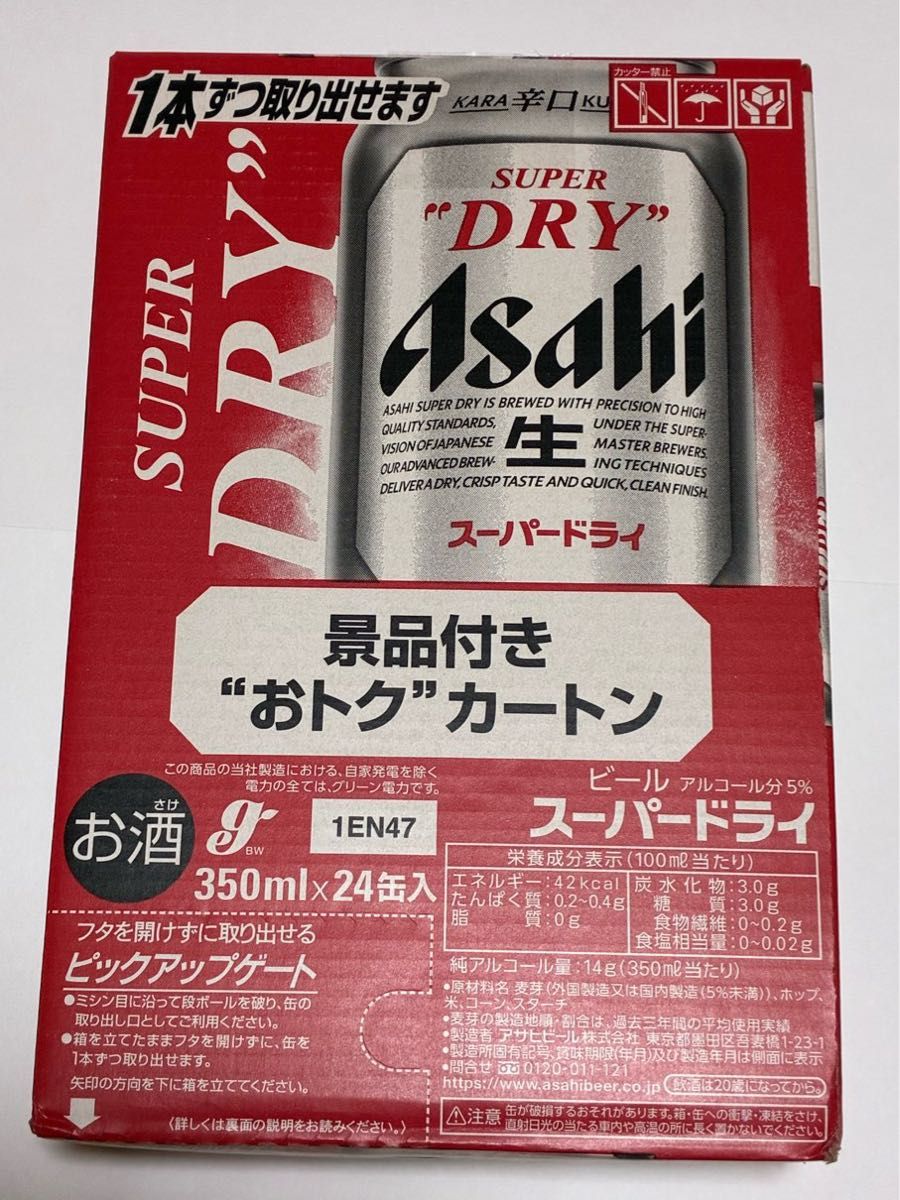 1本ずつ取り出せます
カッター禁止
KARA 辛口 KU
SUPER
"DRY"
SUPER
"DRY"
Asahi
ASAHI SUPER DRY IS BREWED WITH PRECISION TO HIGH
QUALITY STANDARDS, UNDER THE SUPER-
VISION OF JAPANESE MASTER BREWERS.
OUR ADVANCED BREW- ING TECHNIQUES
生
DELIVER A DRY, CRISP TASTE AND QUICK, CLEAN FINISH.
スーパードライ
景品付き
“おトク”カートン
この商品の当社製造における、自家発電を除く
電力の全ては、グリーン電力です。
お酒
さけ
g
BW
1EN47
350ml×24缶入
ビール アルコール分5%
スーパードライ
栄養成分表示(100ml当たり)
エネルギー:42kcal
たんぱく質:0.2~0.4g
脂質:0g
炭水化物:3.0g
糖質:3.0g
食物繊維:0~0.2g
食塩相当量:0~0.02g
純アルコール量:14g(350ml当たり)
•原材料名 麦芽(外国製造又は国内製造(5%未満))、ホップ、
米、コーン、スターチ
•麦芽の製造地順・割合は、過去三年間の平均使用実績
•製造者 アサヒビール株式会社 東京都墨田区吾妻橋1-23-1
•製造所固有記号、賞味期限(年月)及び製造年月は側面に表示
•問合せ 0120-011-121
https://www.asahibeer.co.jp 飲酒は20歳になってから。
フタを開けずに取り出せる
ピックアップゲート
●ミシン目に沿って段ボールを破り、缶の
取り出し口としてご利用ください。
●箱を立てたままフタを開けずに、缶を
1本ずつ取り出せます。
矢印の方向を下に箱を立ててください。
〈詳しくは裏面の説明をお読みください。〉
注意 缶が破損するおそれがあります。箱・缶への衝撃・凍結をさけ、
直射日光の当たる車内や高温の所に長く置かないでください。